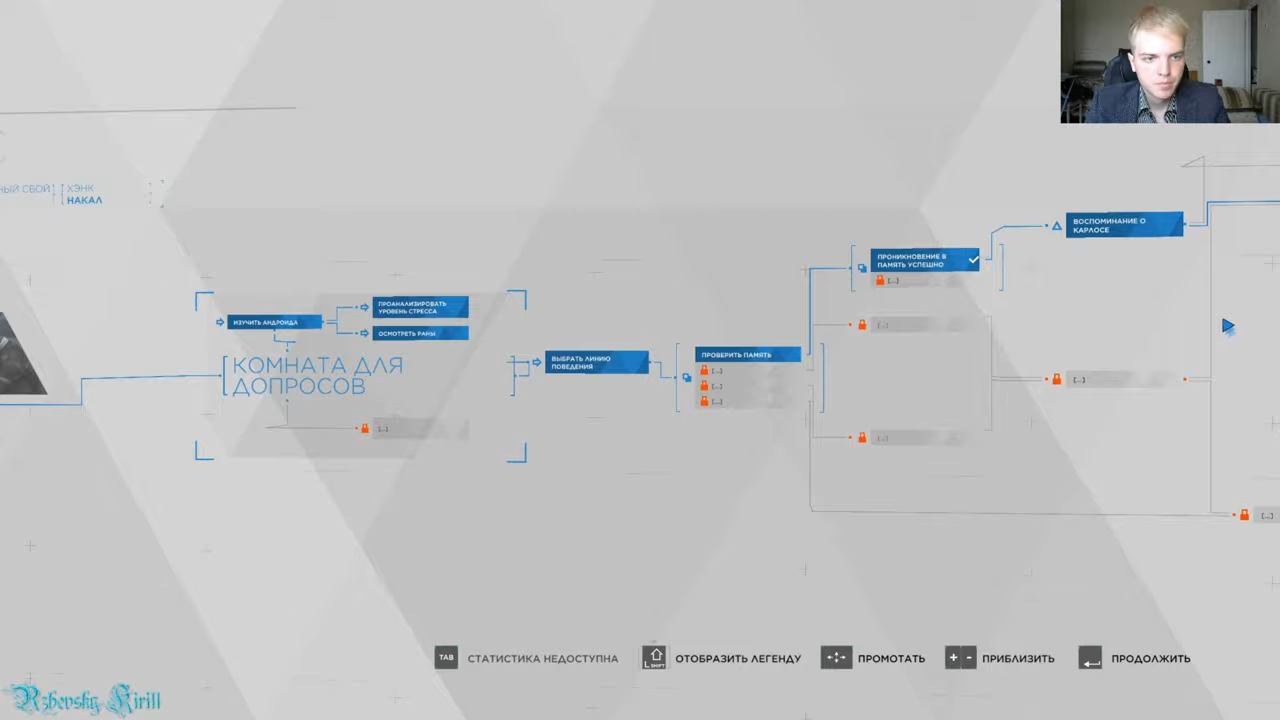 НЫЙ СБОЙ
ХЭНК
НАКАЛ
ИЗУЧИТЬ АНДРОИДА
ПРОАНАЛИЗИРОВАТЬ
УРОВЕНЬ СТРЕССА
ОСМОТРЕТЬ РАНЫ
КОМНАТА ДЛЯ
ДОПРОСОВ
[...]
ВЫБРАТЬ ЛИНИЮ
ПОВЕДЕНИЯ
ПРОВЕРИТЬ ПАМЯТЬ
[...]
[...]
[...]
ПРОНИКНОВЕНИЕ В
ПАМЯТЬ УСПЕШНО
[...]
[...]
[...]
ВОСПОМИНАНИЕ О
КАРЛОСЕ
[...]
[...]
TAB
СТАТИСТИКА НЕДОСТУПНА
L SHIFT
ОТОБРАЗИТЬ ЛЕГЕНДУ
ПРОМОТАТЬ
+ -
ПРИБЛИЗИТЬ
ПРОДОЛЖИТЬ
Rzhevsky Kirill